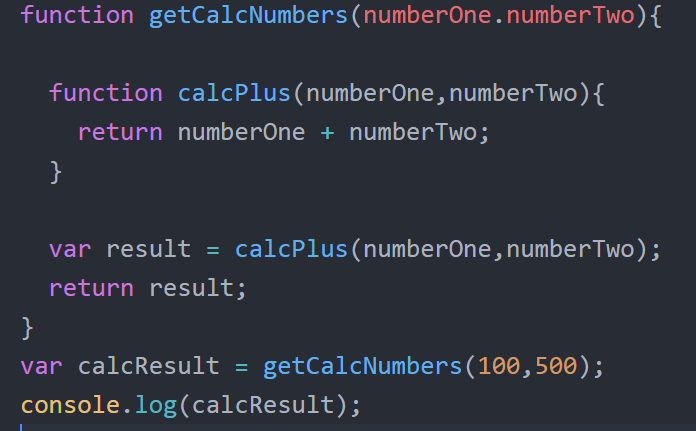 function getCalcNumbers(numberOne.numberTwo){
function calcPlus(numberOne,numberTwo){
return numberOne + numberTwo;
}
var result = calcPlus(numberOne,numberTwo);
return result;
}
var calcResult = getCalcNumbers(100,500);
console.log(calcResult);